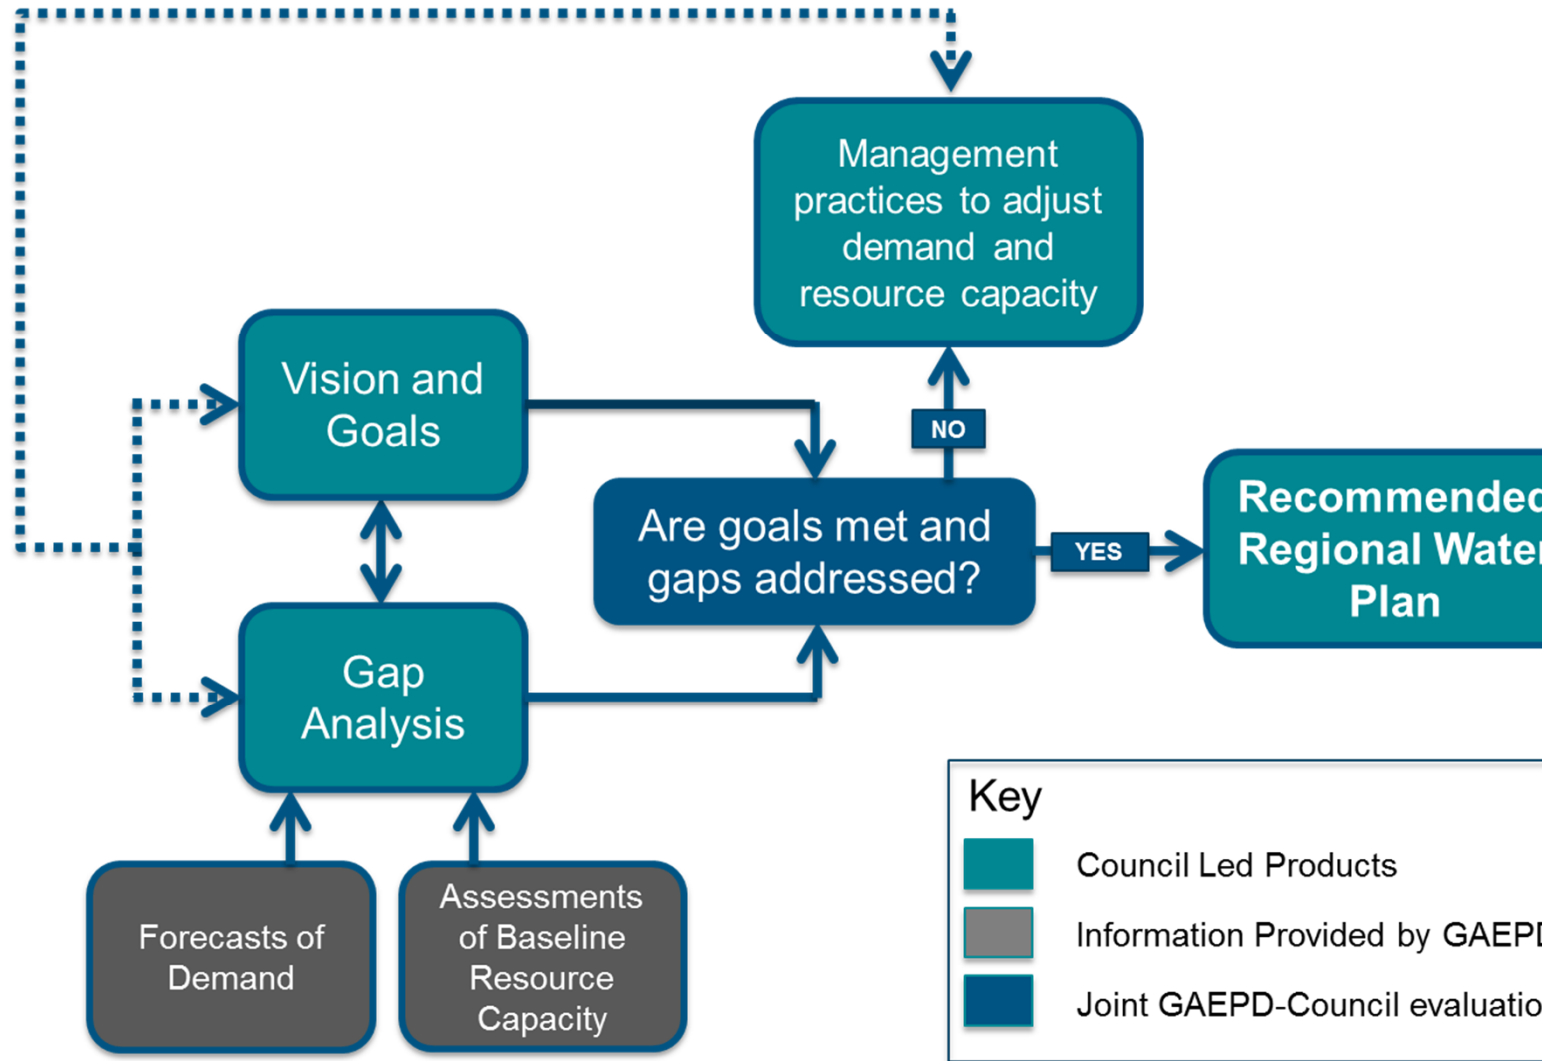 Management
practices to adjust
demand and
resource capacity
Vision and
Goals
NO
Are goals met and
gaps addressed?
YES
Recommended
Regional Water
Plan
Gap
Analysis
Forecasts of
Demand
Assessments
of Baseline
Resource
Capacity
Key
Council Led Products
Information Provided by GAEPD
Joint GAEPD-Council evaluatio